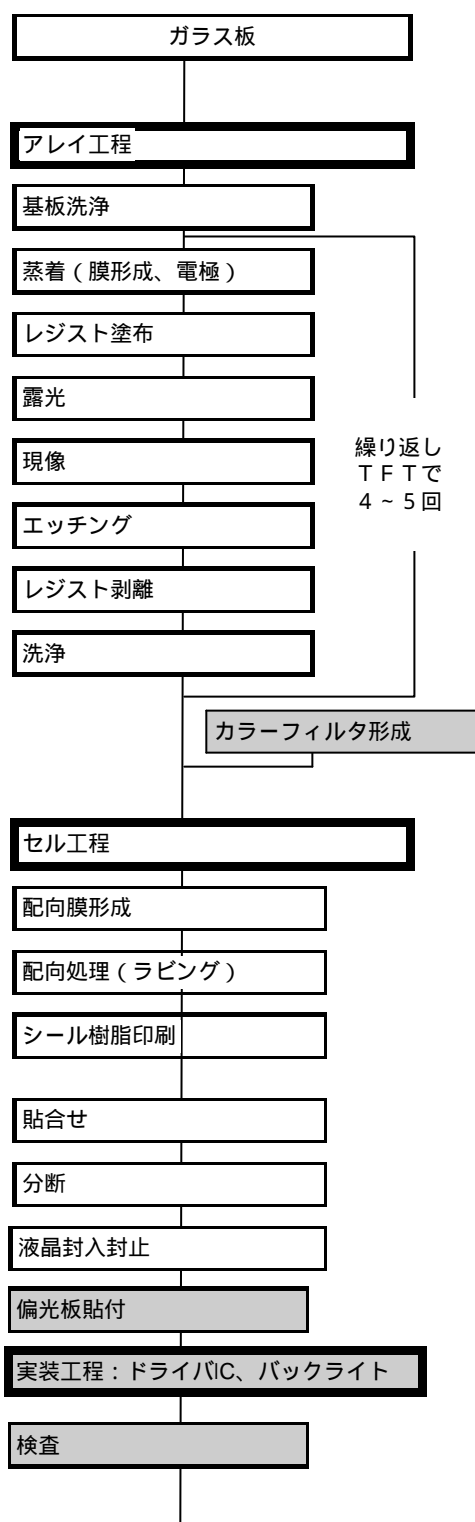 ガラス板
アレイ工程
基板洗浄
蒸着（膜形成、電極）
レジスト塗布
露光
現像
エッチング
レジスト剥離
洗浄
繰り返し
ＴＦＴで
４～５回
カラーフィルタ形成
セル工程
配向膜形成
配向処理（ラビング）
シール樹脂印刷
貼合せ
分断
液晶封入封止
偏光板貼付
実装工程：ドライバIC、バックライト
検査